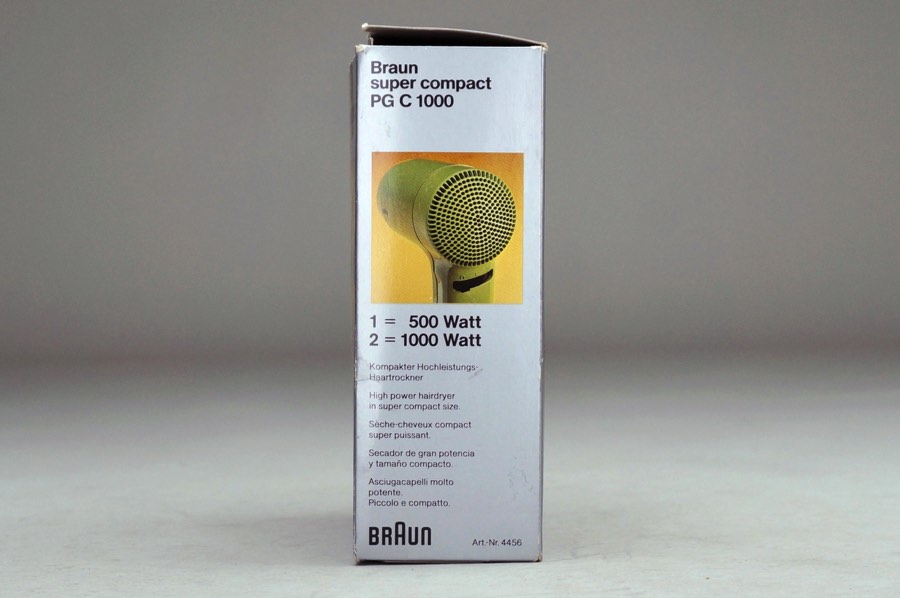 Braun
super compact
PG C 1000
1 = 500 Watt
2 = 1000 Watt
Kompakter Hochleistungs-
Haartrockner
High power hairdryer
in super compact size.
Sèche-cheveux compact
super puissant.
Secador de gran potencia
y tamaño compacto.
Asciugacapelli molto
potente.
Piccolo e compatto.
BRAUN
Art.-Nr. 4456